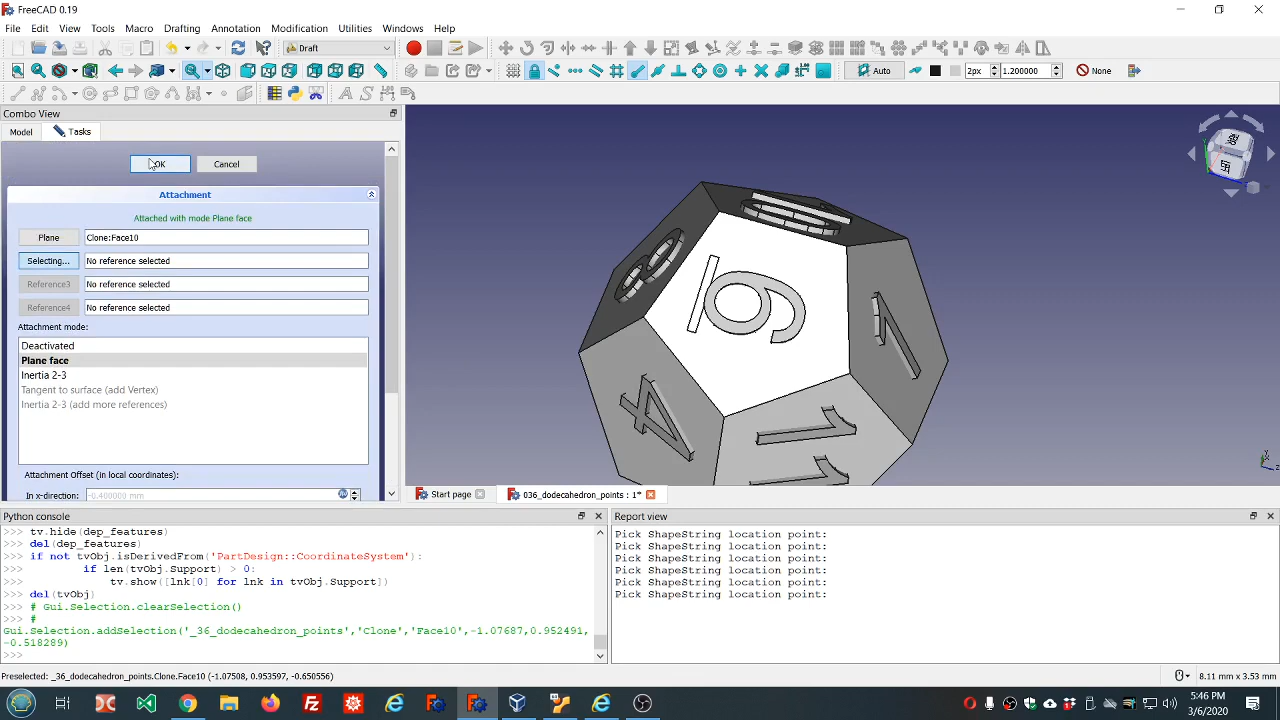 FreeCAD 0.19
File Edit View Tools Macro Drafting Annotation Modification Utilities Windows Help
Draft
Auto 2px 1.200000 None
Combo View
Model Tasks
OK Cancel
Attachment
Attached with mode Plane face
Plane Clone:Face10
Selecting... No reference selected
Reference3 No reference selected
Reference4 No reference selected
Attachment mode:
Deactivated
Plane face
Inertia 2-3
Tangent to surface (add Vertex)
Inertia 2-3 (add more references)
Attachment Offset (in local coordinates):
In x-direction: -0.400000 mm
4
1
Start page 036_dodecahedron_points : 1*
Python console
>>> tv.hide(dep_features)
>>> del(dep_features)
>>> if not tvObj.isDerivedFrom('PartDesign::CoordinateSystem'):
>>> if len(tvObj.Support) > 0:
>>> tv.show([lnk[0] for lnk in tvObj.Support])
>>> del(tvObj)
>>> # Gui.Selection.clearSelection()
>>> #
Gui.Selection.addSelection('_36_dodecahedron_points','Clone','Face10',-1.07687,0.952491,
-0.518289)
>>>
Report view
Pick ShapeString location point:
Pick ShapeString location point:
Pick ShapeString location point:
Pick ShapeString location point:
Pick ShapeString location point:
Pick ShapeString location point:
Preselected: _36_dodecahedron_points.Clone.Face10 (-1.07508, 0.953597, -0.650556)
8.11 mm x 3.53 mm
5:46 PM
3/6/2020